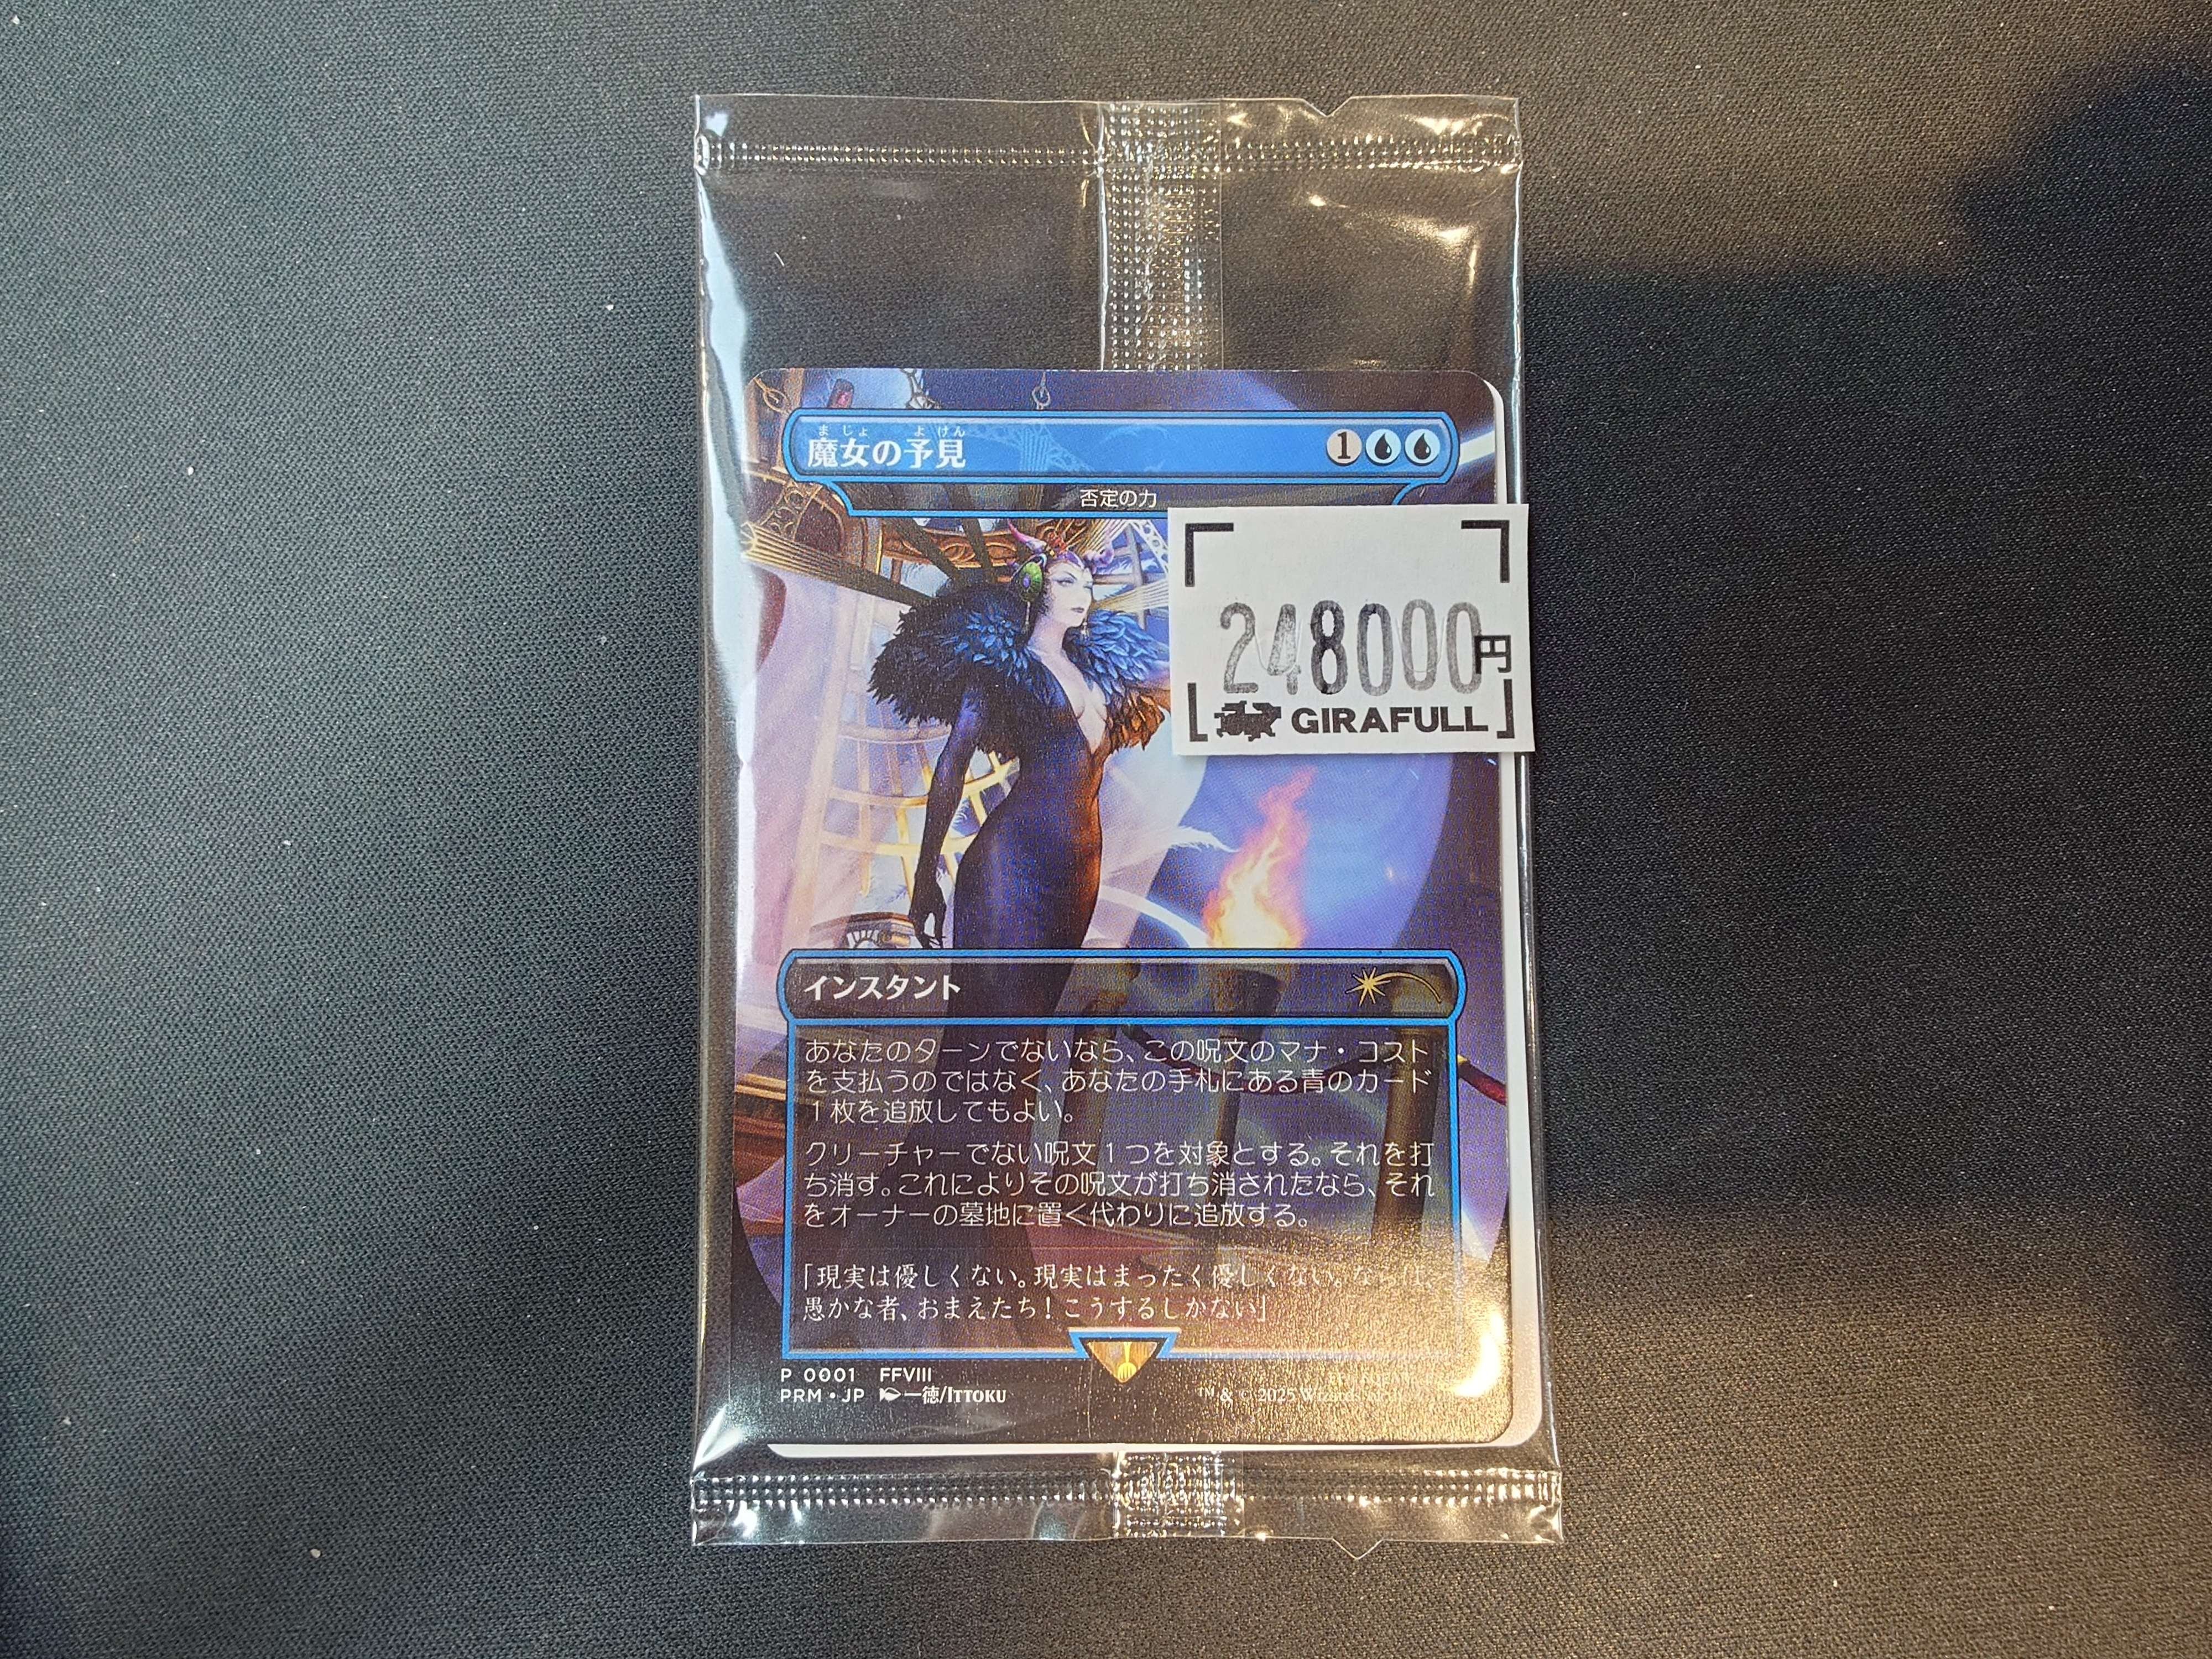 まじょ よけん
魔女の予見 1
否定の力
248000円
GIRAFULL
インスタント
あなたのターンでないなら、この呪文のマナ・コスト
を支払うのではなく、あなたの手札にある青のカード
1枚を追放してもよい。
クリーチャーでない呪文1つを対象とする。それを打
ち消す。これによりその呪文が打ち消されたなら、それ
をオーナーの墓地に置く代わりに追放する。
「現実は優しくない。現実はまったく優しくない。ならば、
愚かな者、おまえたち！こうするしかない」
P 0001 FFVIII
PRM・JP 一徳/ITTOKU
™ & © 2025 Wizards